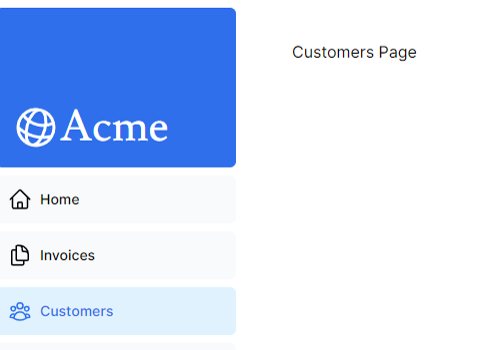 Acme
Home
Invoices
Customers
Customers Page